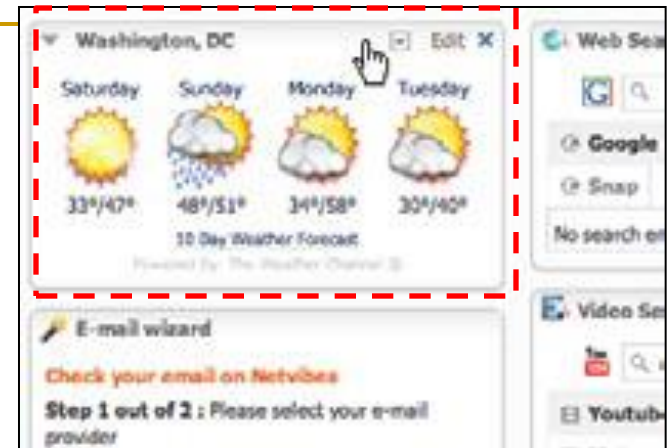 Washington, DC Edit
Saturday Sunday Monday Tuesday
33°/47° 48°/51° 34°/58° 30°/40°
10 Day Weather Forecast
Powered by The Weather Channel ®
E-mail wizard
Check your email on Netvibes
Step 1 out of 2 : Please select your e-mail
provider
Web Sea
Google
Snap
No search en
Video Se
You
Youtube